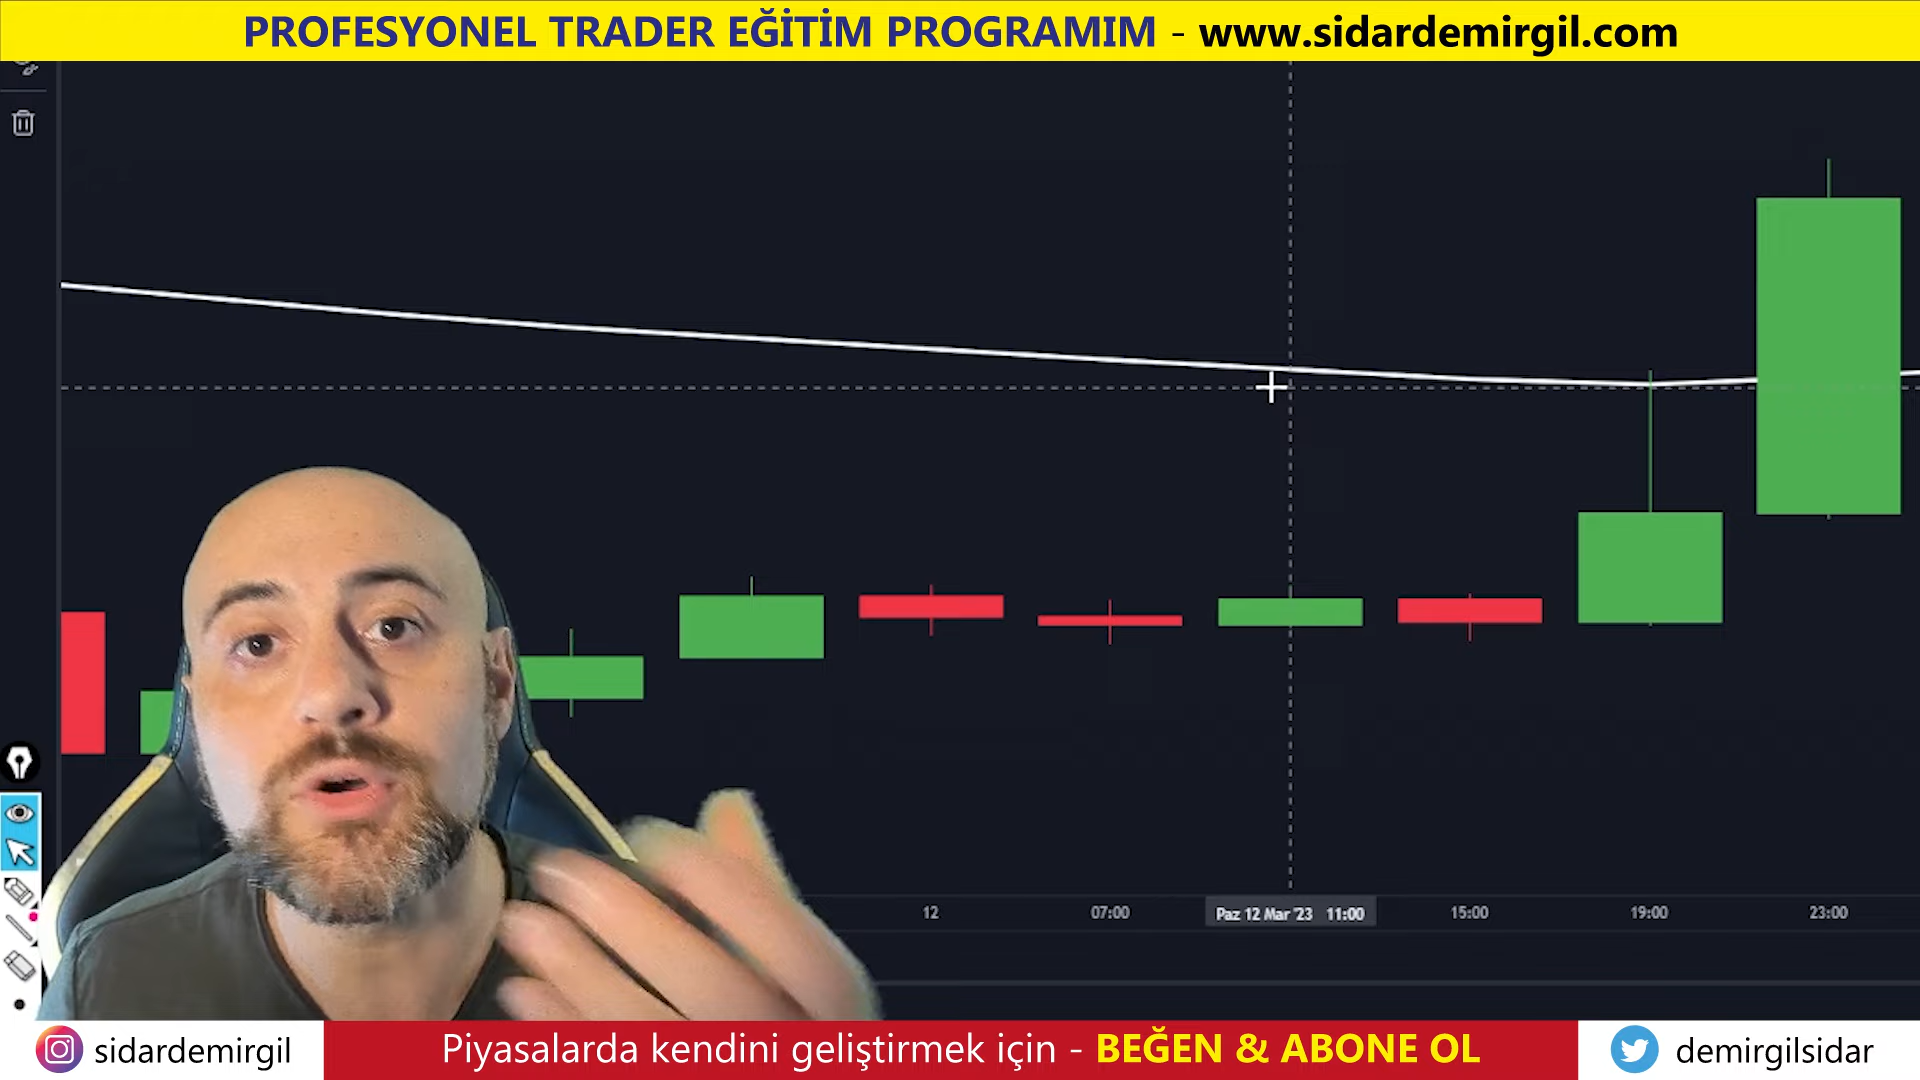 PROFESYONEL TRADER EĞİTİM PROGRAMIM - www.sidardemirgil.com
12 07:00 Paz 12 Mar '23 11:00 15:00 19:00 23:00
sidardemirgil
Piyasalarda kendini geliştirmek için - BEĞEN & ABONE OL
demirgilsidar